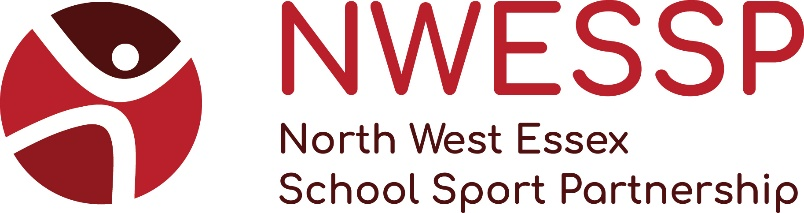 NWESSP
North West Essex
School Sport Partnership